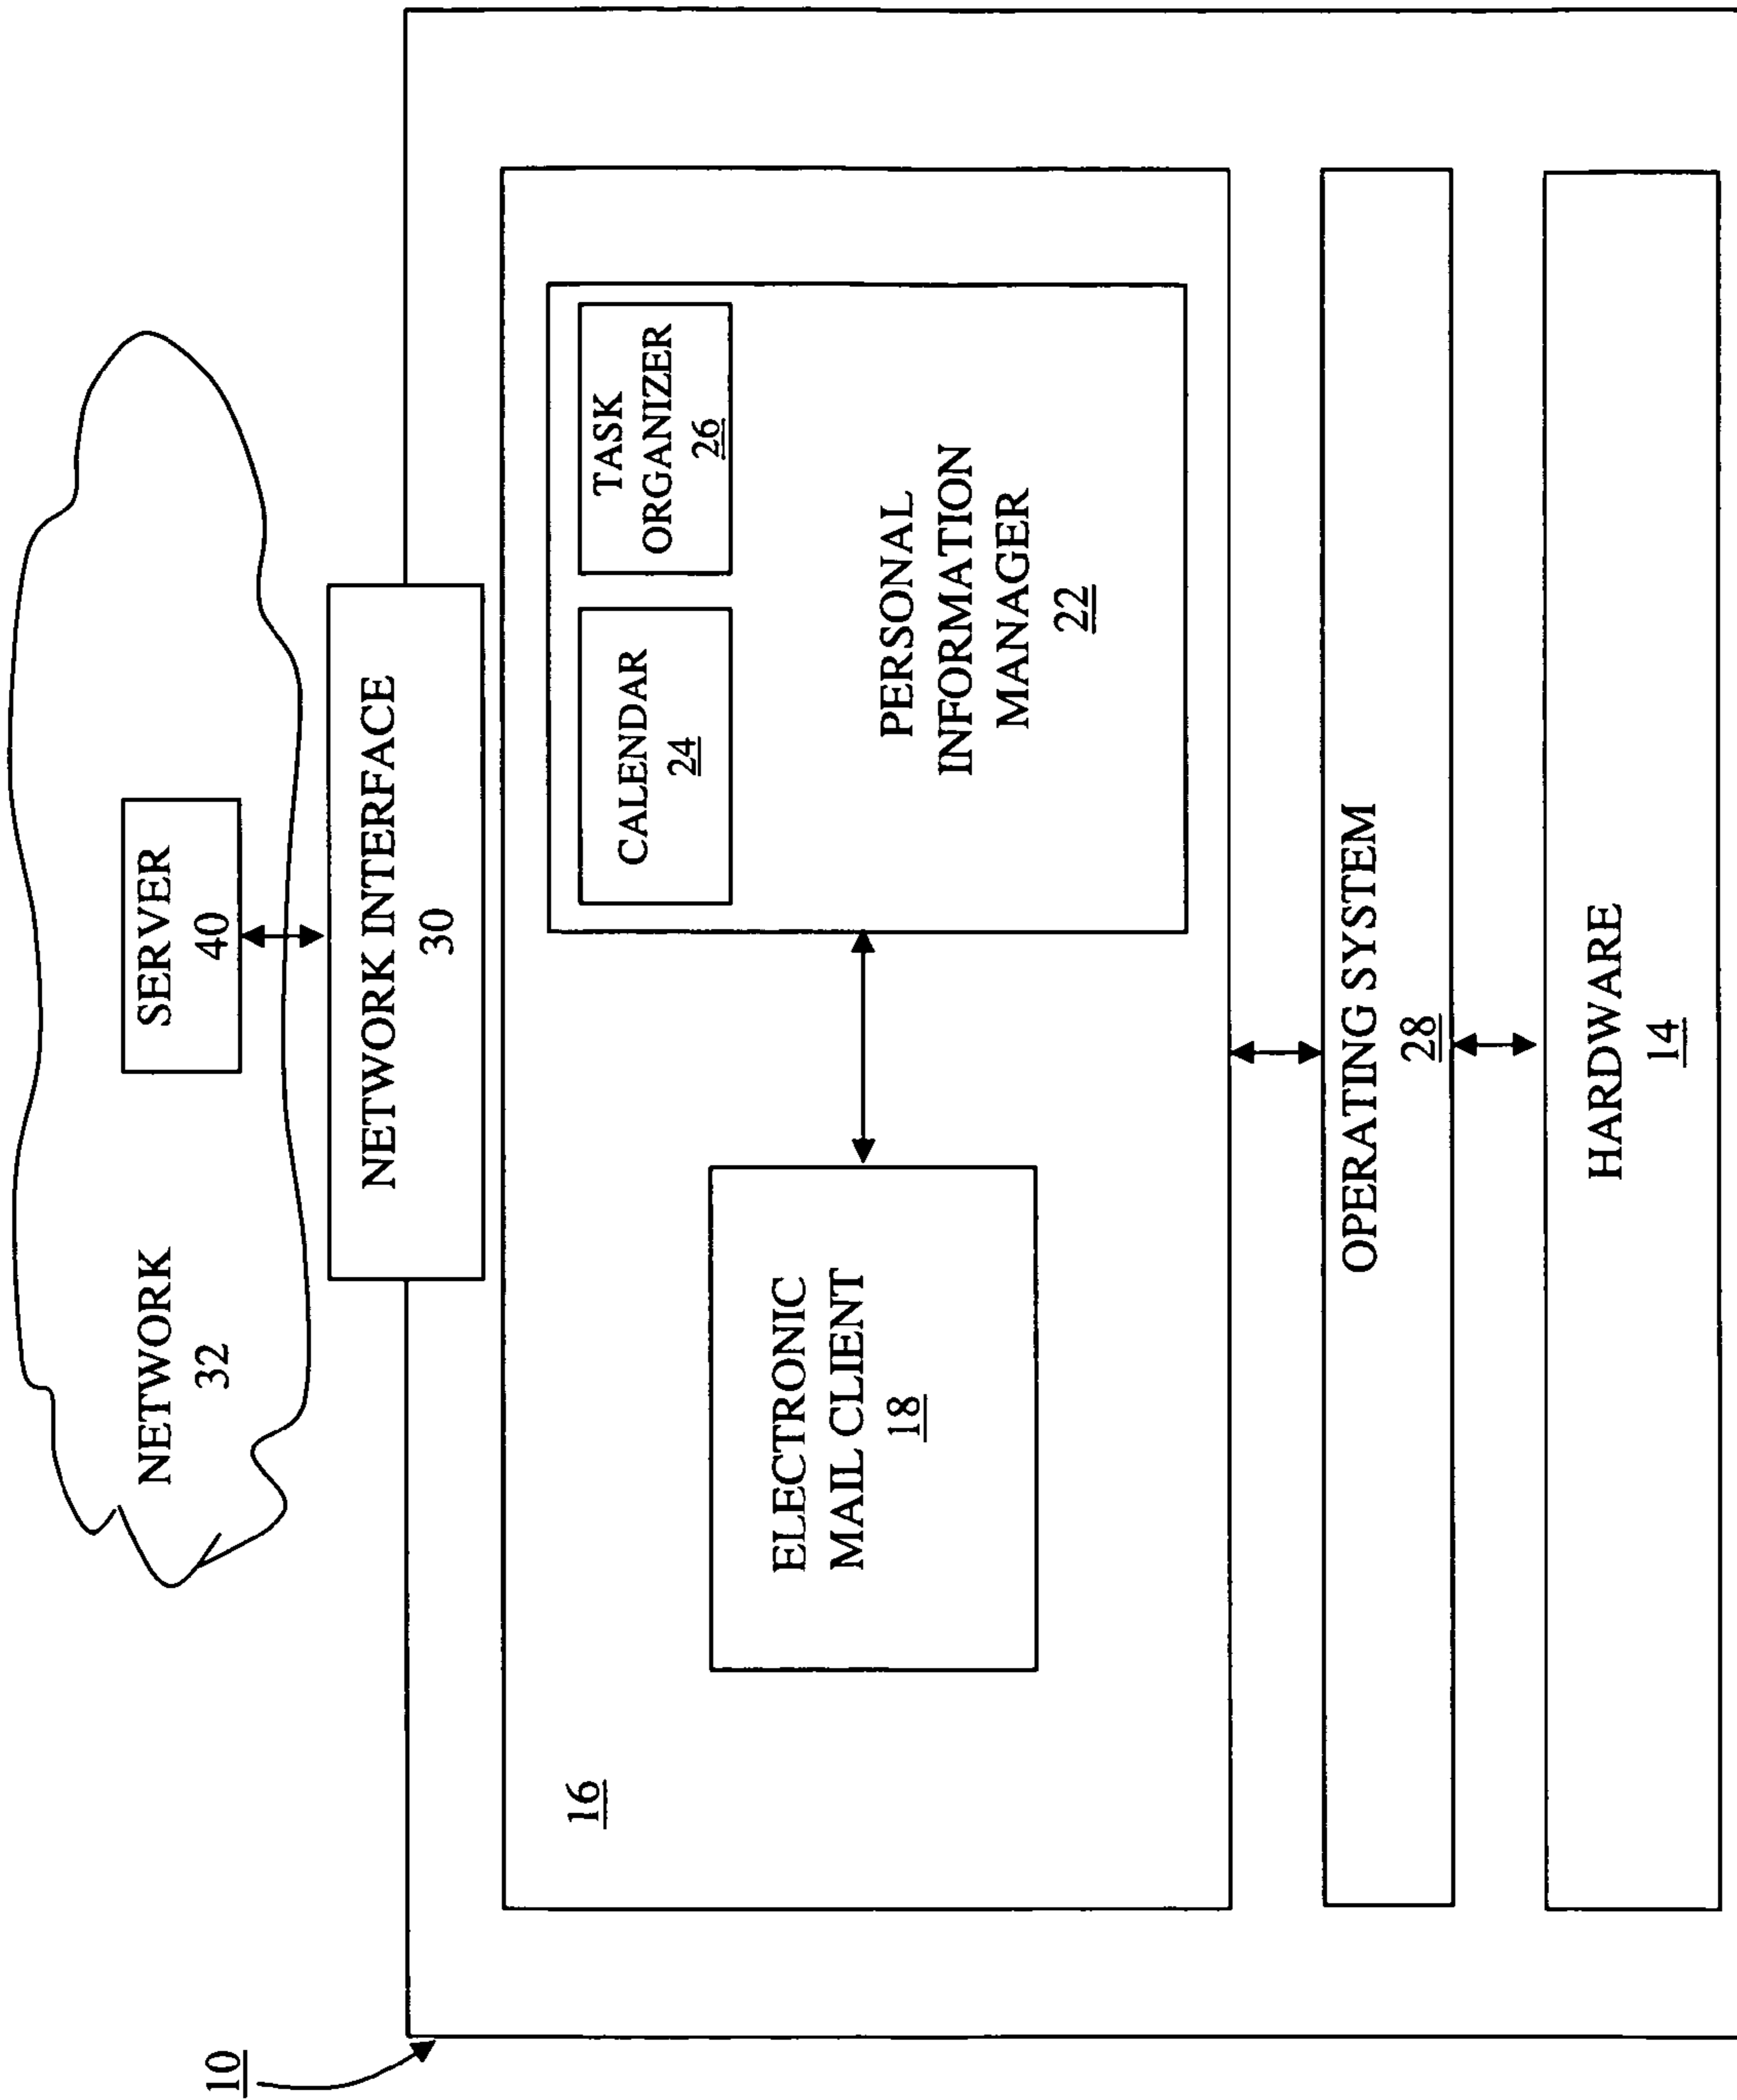 10
NETWORK
32
SERVER
40
NETWORK INTERFACE
30
16
ELECTRONIC
MAIL CLIENT
18
CALENDAR
24
TASK
ORGANIZER
26
PERSONAL
INFORMATION
MANAGER
22
OPERATING SYSTEM
28
HARDWARE
14